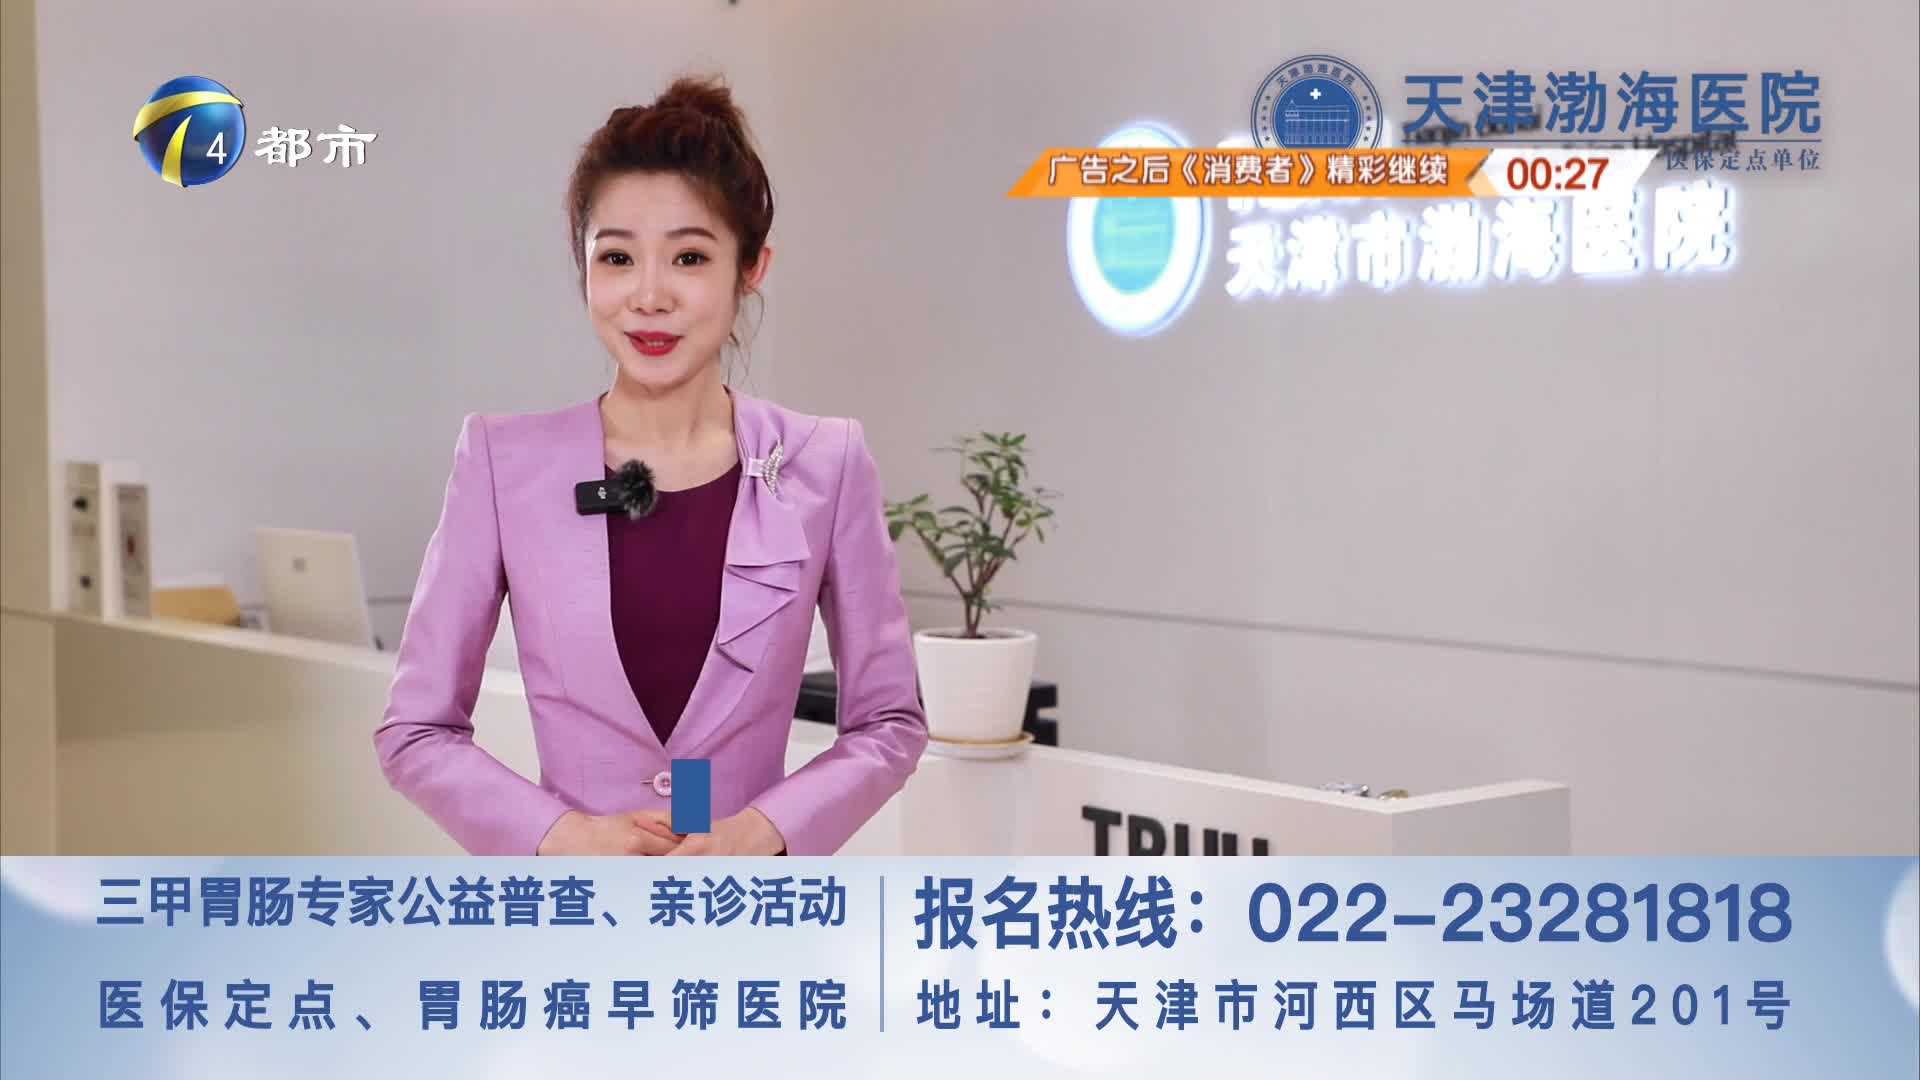 4 都市
天津渤海医院
医保定点单位
广告之后《消费者》精彩继续 00:27
天津市渤海医院
三甲胃肠专家公益普查、亲诊活动
医保定点、胃肠癌早筛医院
报名热线：022-23281818
地址：天津市河西区马场道201号